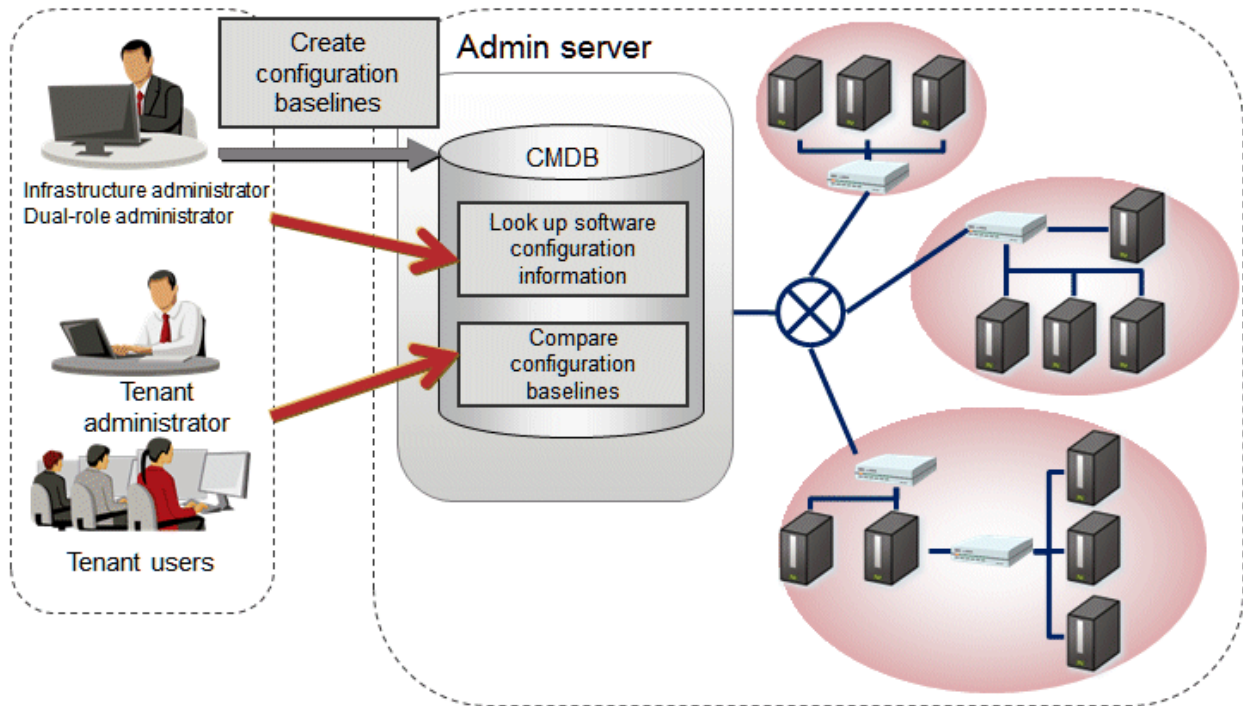 Create
configuration
baselines
Admin server
CMDB
Infrastructure administrator
Dual-role administrator
Look up software
configuration
information
Tenant
administrator
Compare
configuration
baselines
Tenant users